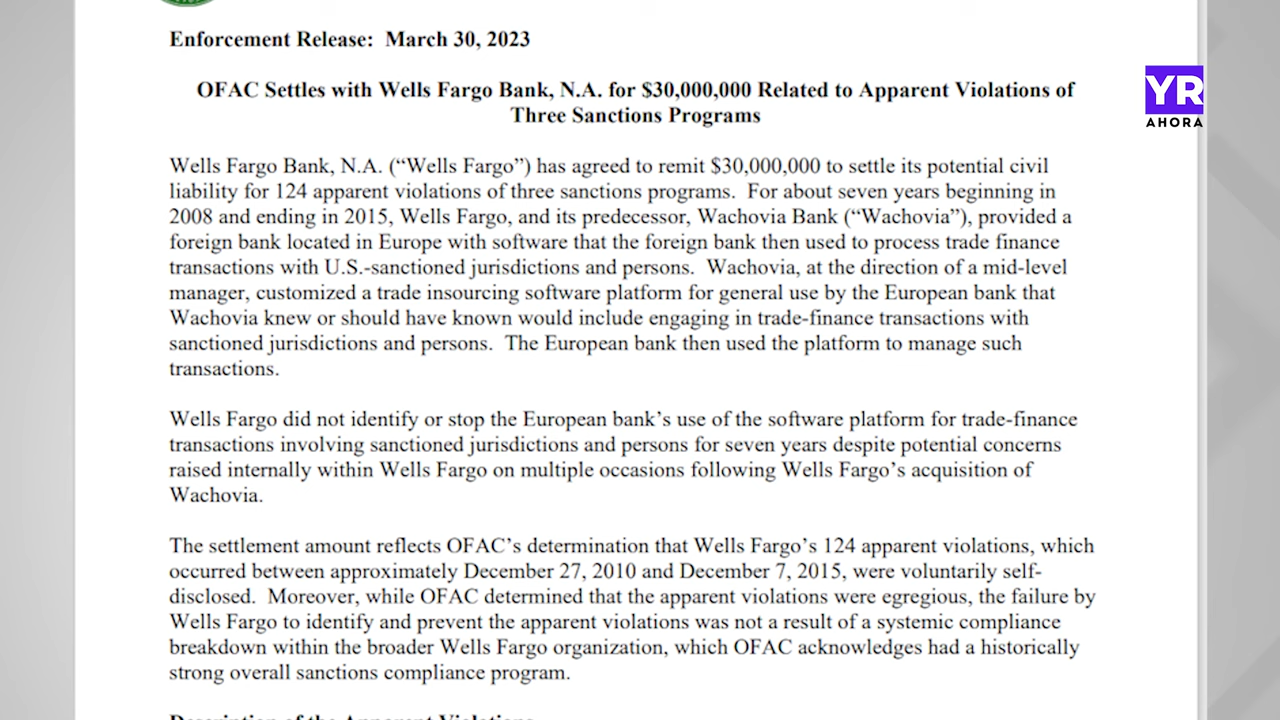 Enforcement Release: March 30, 2023
OFAC Settles with Wells Fargo Bank, N.A. for $30,000,000 Related to Apparent Violations of
Three Sanctions Programs
YR
AHORA
Wells Fargo Bank, N.A. (“Wells Fargo”) has agreed to remit $30,000,000 to settle its potential civil
liability for 124 apparent violations of three sanctions programs. For about seven years beginning in
2008 and ending in 2015, Wells Fargo, and its predecessor, Wachovia Bank (“Wachovia”), provided a
foreign bank located in Europe with software that the foreign bank then used to process trade finance
transactions with U.S.-sanctioned jurisdictions and persons. Wachovia, at the direction of a mid-level
manager, customized a trade insourcing software platform for general use by the European bank that
Wachovia knew or should have known would include engaging in trade-finance transactions with
sanctioned jurisdictions and persons. The European bank then used the platform to manage such
transactions.
Wells Fargo did not identify or stop the European bank’s use of the software platform for trade-finance
transactions involving sanctioned jurisdictions and persons for seven years despite potential concerns
raised internally within Wells Fargo on multiple occasions following Wells Fargo’s acquisition of
Wachovia.
The settlement amount reflects OFAC’s determination that Wells Fargo’s 124 apparent violations, which
occurred between approximately December 27, 2010 and December 7, 2015, were voluntarily self-
disclosed. Moreover, while OFAC determined that the apparent violations were egregious, the failure by
Wells Fargo to identify and prevent the apparent violations was not a result of a systemic compliance
breakdown within the broader Wells Fargo organization, which OFAC acknowledges had a historically
strong overall sanctions compliance program.
Description of the Apparent Violations